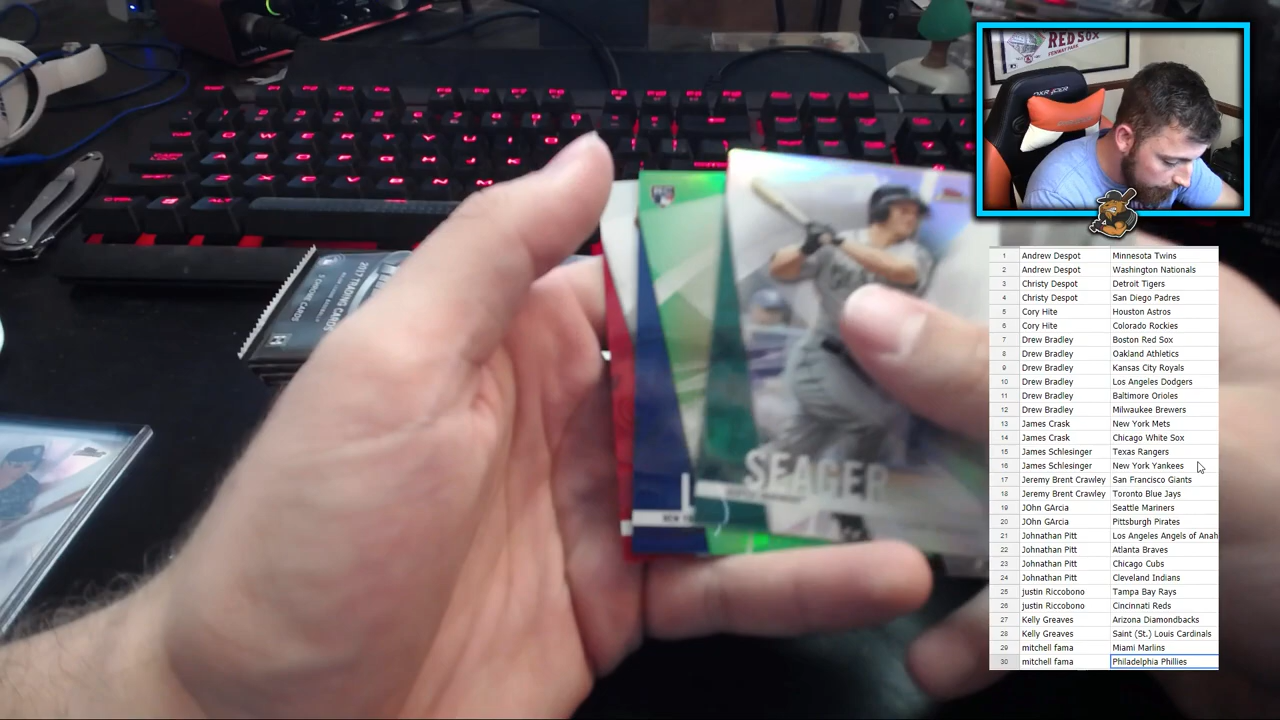 RED SOX
FENWAY PARK
DXRACER
2017 TRADING CARDS
CHROME CARDS
SEAGER
1 Andrew Despot Minnesota Twins
2 Andrew Despot Washington Nationals
3 Christy Despot Detroit Tigers
4 Christy Despot San Diego Padres
5 Cory Hite Houston Astros
6 Cory Hite Colorado Rockies
7 Drew Bradley Boston Red Sox
8 Drew Bradley Oakland Athletics
9 Drew Bradley Kansas City Royals
10 Drew Bradley Los Angeles Dodgers
11 Drew Bradley Baltimore Orioles
12 Drew Bradley Milwaukee Brewers
13 James Crask New York Mets
14 James Crask Chicago White Sox
15 James Schlesinger Texas Rangers
16 James Schlesinger New York Yankees
17 Jeremy Brent Crawley San Francisco Giants
18 Jeremy Brent Crawley Toronto Blue Jays
19 JOhn GArcia Seattle Mariners
20 JOhn GArcia Pittsburgh Pirates
21 Johnathan Pitt Los Angeles Angels of Anah
22 Johnathan Pitt Atlanta Braves
23 Johnathan Pitt Chicago Cubs
24 Johnathan Pitt Cleveland Indians
25 justin Riccobono Tampa Bay Rays
26 justin Riccobono Cincinnati Reds
27 Kelly Greaves Arizona Diamondbacks
28 Kelly Greaves Saint (St.) Louis Cardinals
29 mitchell fama Miami Marlins
30 mitchell fama Philadelphia Phillies